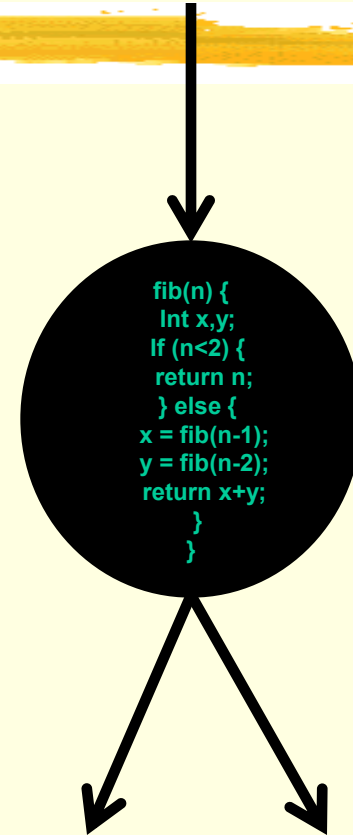 fib(n) {
Int x,y;
If (n<2) {
return n;
} else {
x = fib(n-1);
y = fib(n-2);
return x+y;
}
}